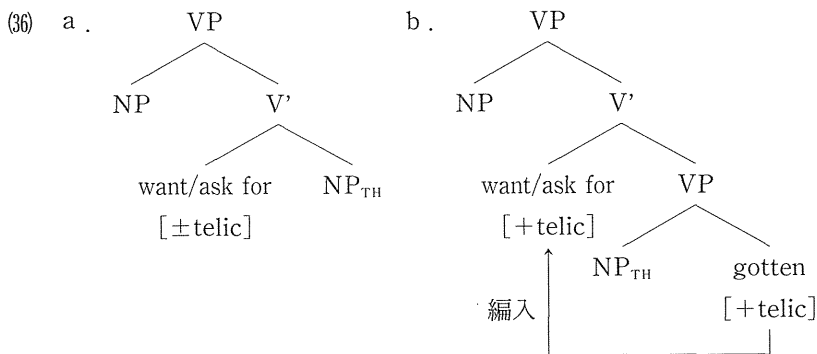 (36) a. VP b. VP
NP V' NP V'
want/ask for NP_TH want/ask for VP
[±telic] [+telic]
NP_TH gotten
編入 [+telic]